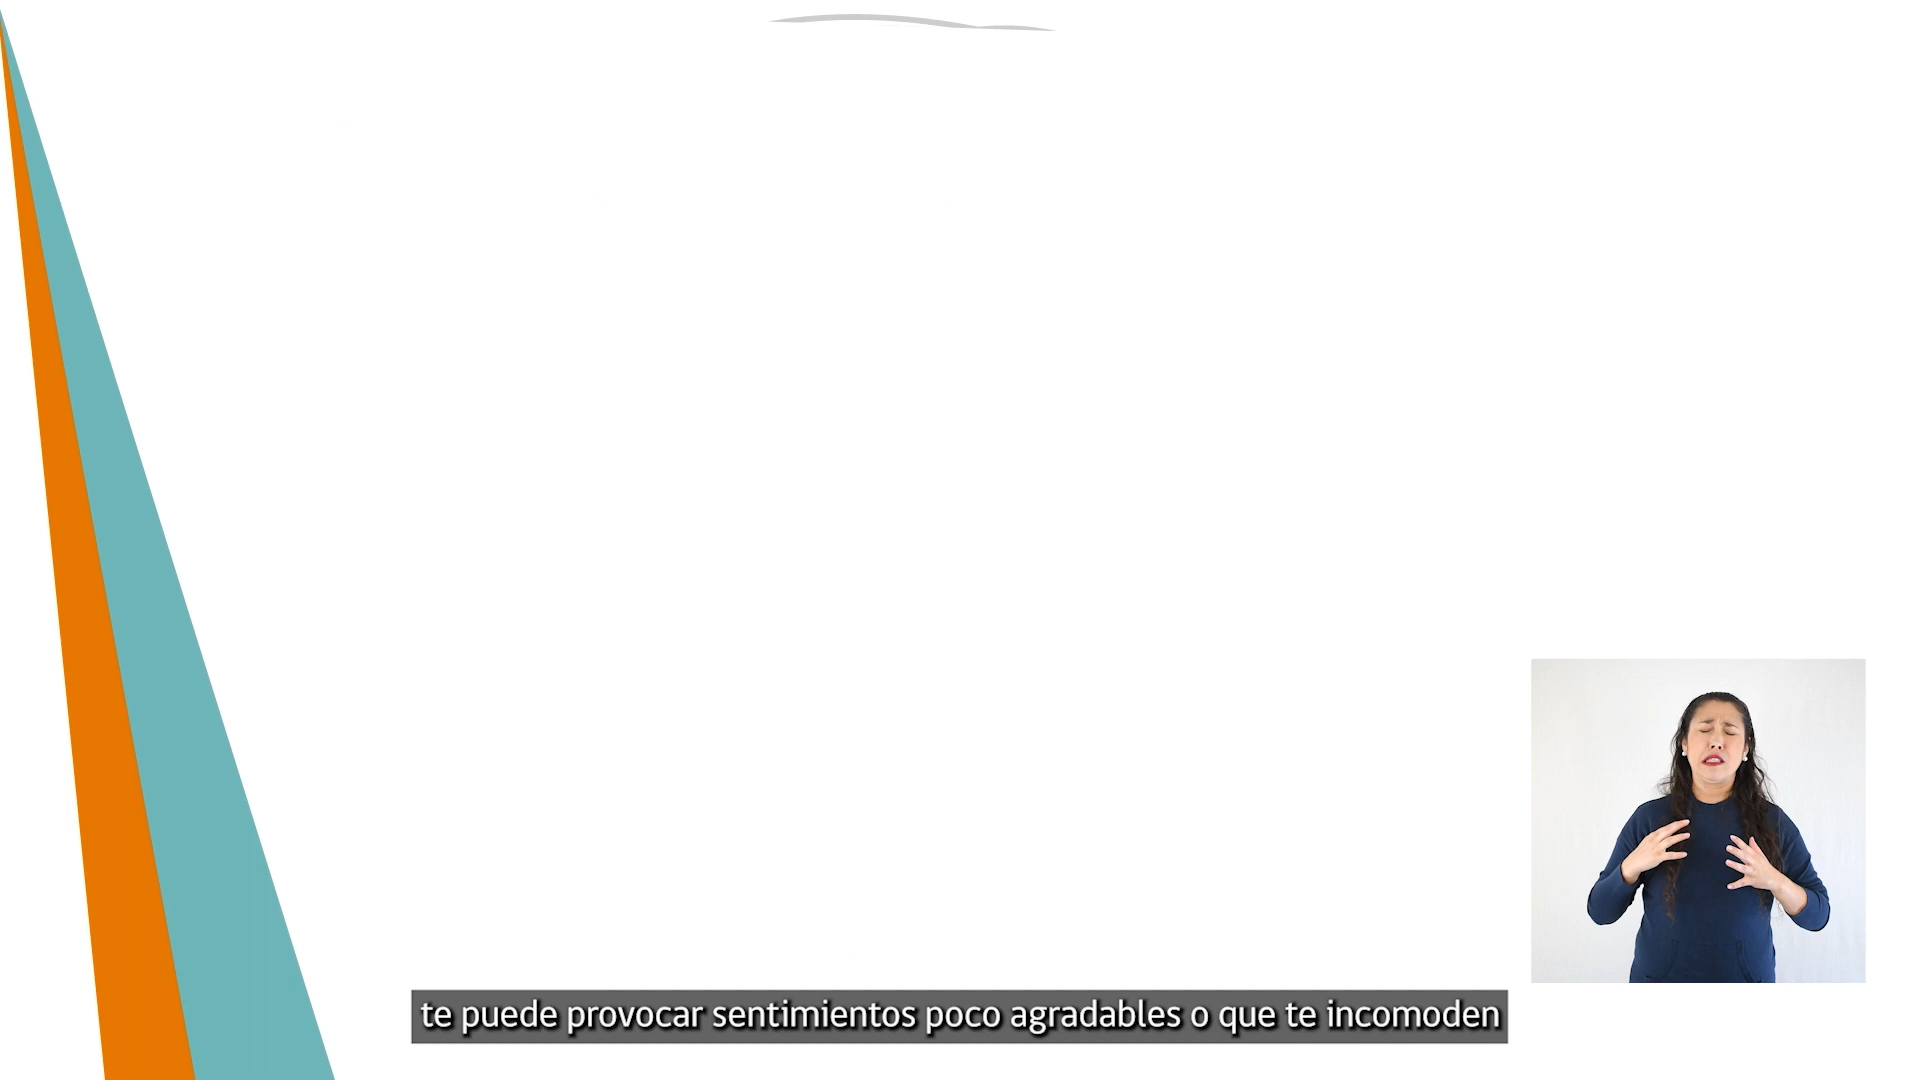 te puede provocar sentimientos poco agradables o que te incomoden